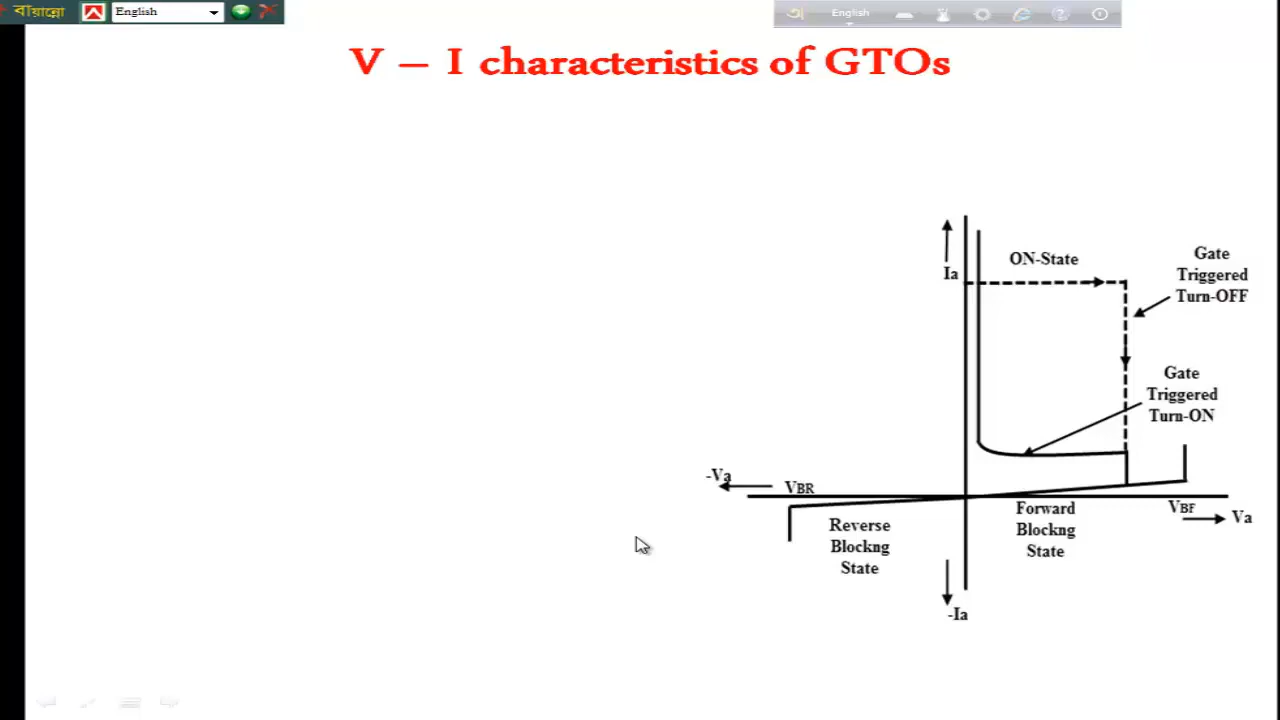 বায়ান্নো English
English
V – I characteristics of GTOs
Ia
ON-State
Gate
Triggered
Turn-OFF
Gate
Triggered
Turn-ON
-Va
VBR
Reverse
Blockng
State
Forward
Blockng
State
VBF
Va
-Ia